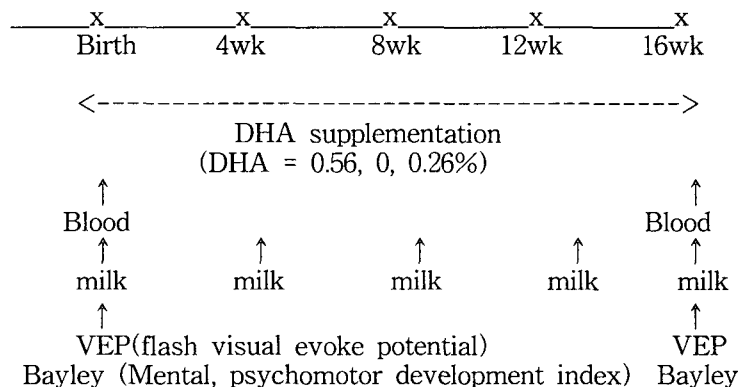 x x x x x
Birth 4wk 8wk 12wk 16wk
DHA supplementation
(DHA = 0.56, 0, 0.26%)
Blood Blood
milk milk milk milk milk
VEP(flash visual evoke potential) VEP
Bayley (Mental, psychomotor development index) Bayley